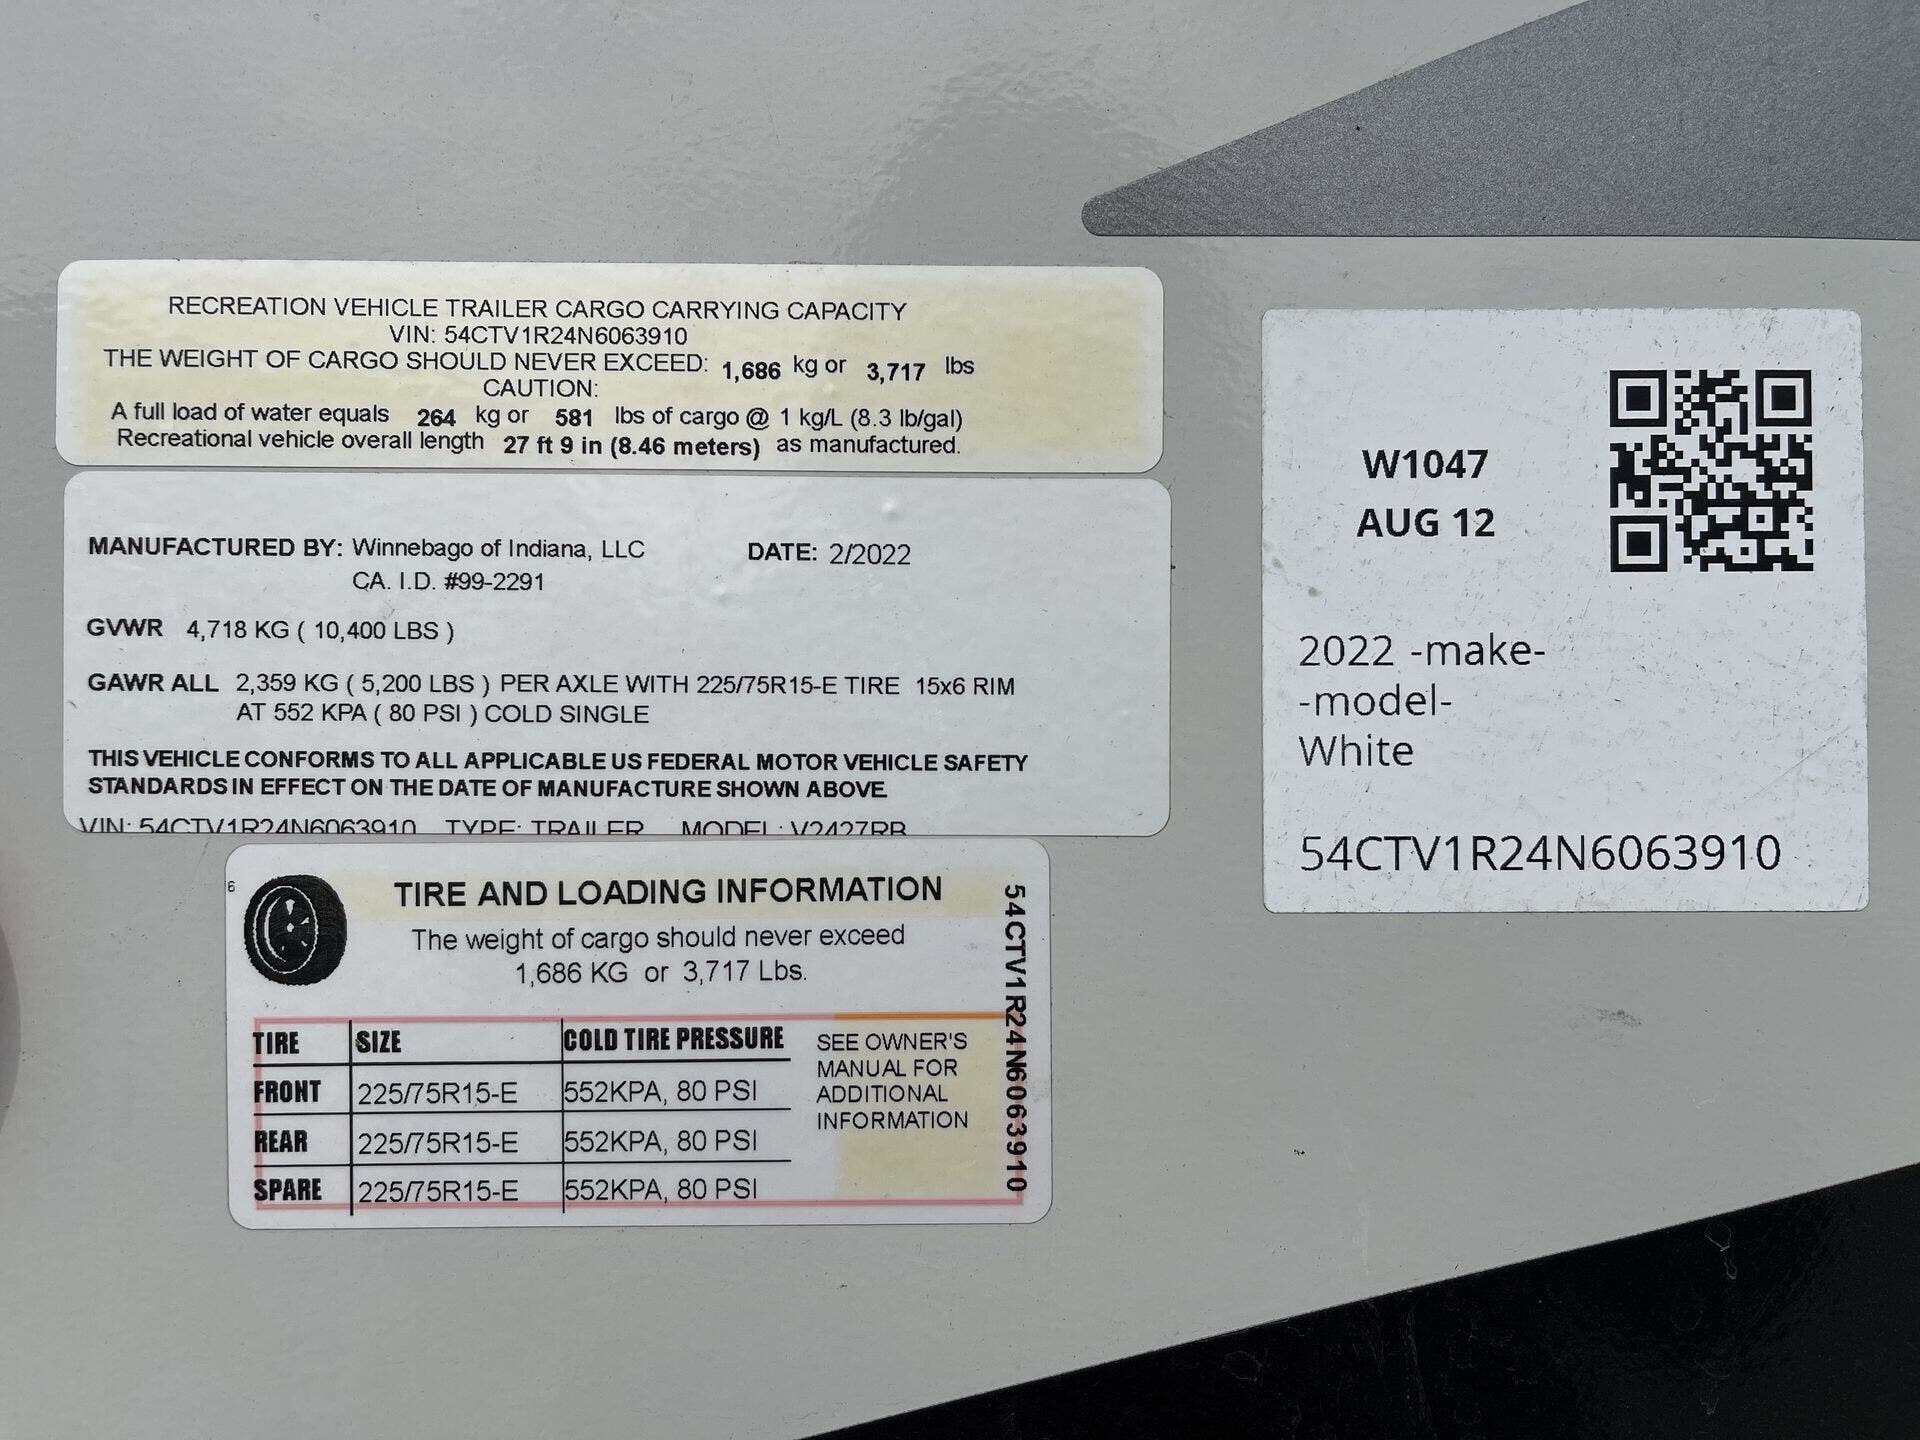 RECREATION VEHICLE TRAILER CARGO CARRYING CAPACITY
VIN: 54CTV1R24N6063910
THE WEIGHT OF CARGO SHOULD NEVER EXCEED: 1,686 kg or 3,717 lbs
CAUTION:
A full load of water equals 264 kg or 581 lbs of cargo @ 1 kg/L (8.3 lb/gal)
Recreational vehicle overall length 27 ft 9 in (8.46 meters) as manufactured.
MANUFACTURED BY: Winnebago of Indiana, LLC DATE: 2/2022
CA. I.D. #99-2291
GVWR 4,718 KG ( 10,400 LBS )
GAWR ALL 2,359 KG ( 5,200 LBS ) PER AXLE WITH 225/75R15-E TIRE 15x6 RIM
AT 552 KPA ( 80 PSI ) COLD SINGLE
THIS VEHICLE CONFORMS TO ALL APPLICABLE US FEDERAL MOTOR VEHICLE SAFETY
STANDARDS IN EFFECT ON THE DATE OF MANUFACTURE SHOWN ABOVE
VIN: 54CTV1R24N6063910 TYPE: TRAILER MODEL: V2427RB
6
TIRE AND LOADING INFORMATION
The weight of cargo should never exceed
1,686 KG or 3,717 Lbs.
TIRE SIZE COLD TIRE PRESSURE
FRONT 225/75R15-E 552KPA, 80 PSI
REAR 225/75R15-E 552KPA, 80 PSI
SPARE 225/75R15-E 552KPA, 80 PSI
SEE OWNER'S
MANUAL FOR
ADDITIONAL
INFORMATION
54CTV1R24N6063910
W1047
AUG 12
2022 -make-
-model-
White
54CTV1R24N6063910